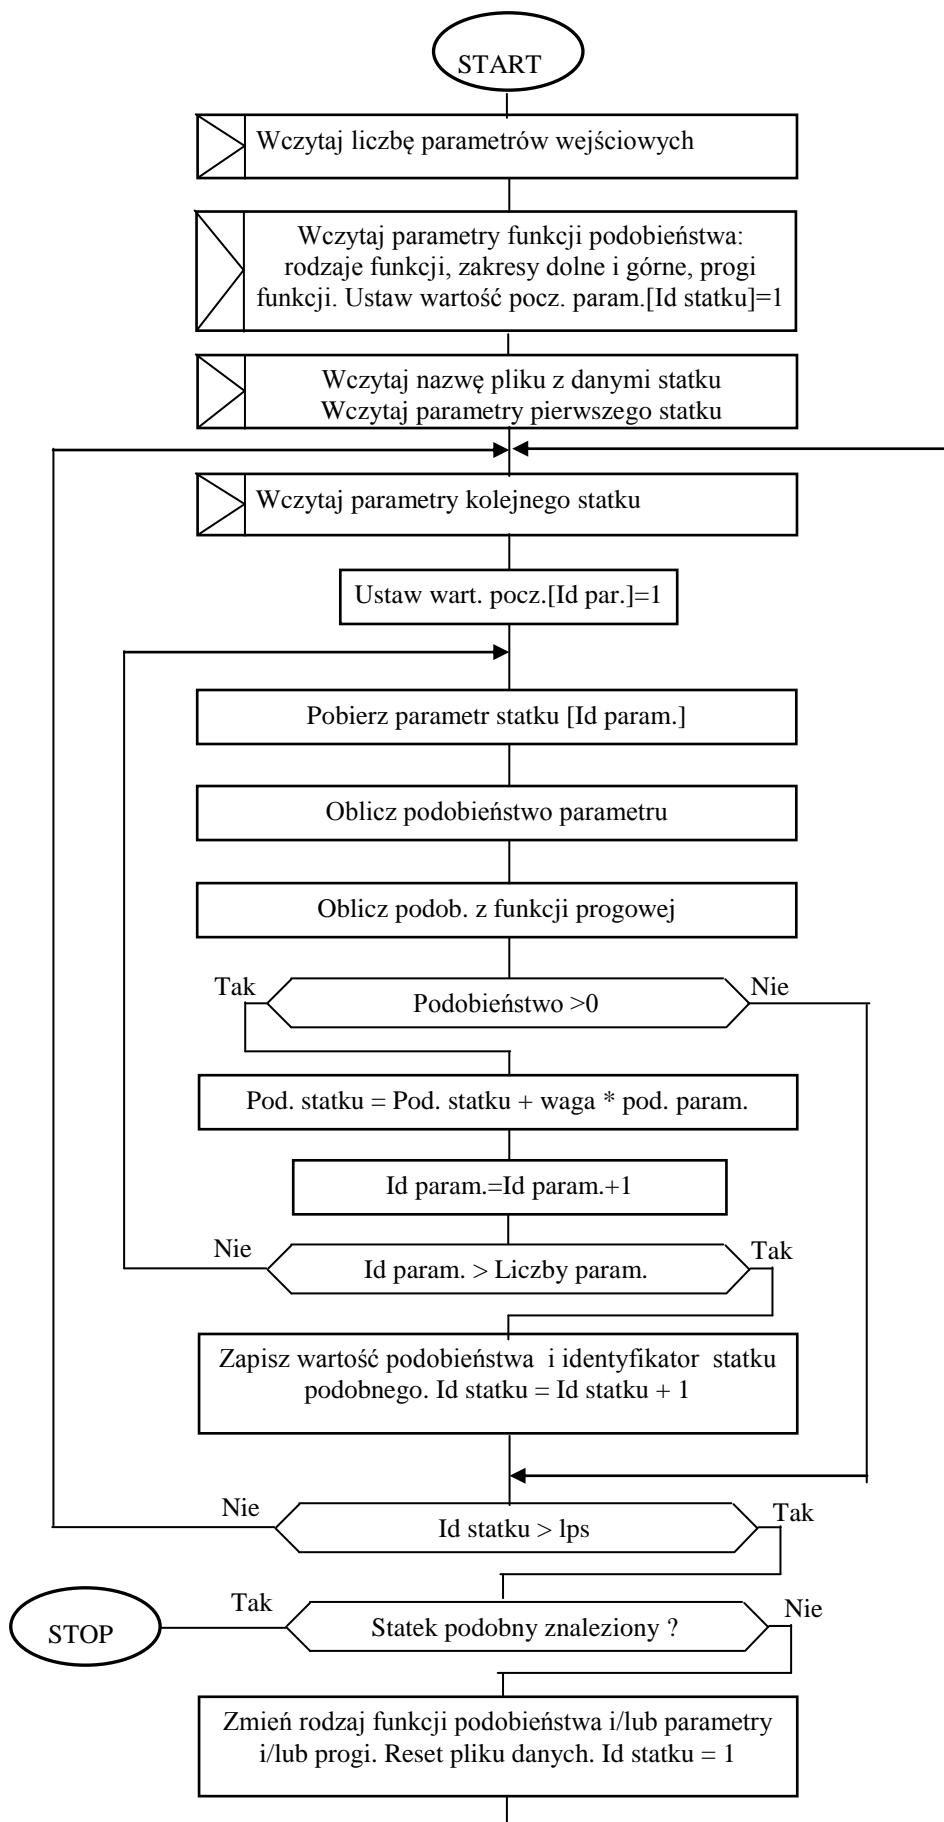 START
Wczytaj liczbę parametrów wejściowych
Wczytaj parametry funkcji podobieństwa:
rodzaje funkcji, zakresy dolne i górne, progi
funkcji. Ustaw wartość pocz. param.[Id statku]=1
Wczytaj nazwę pliku z danymi statku
Wczytaj parametry pierwszego statku
Wczytaj parametry kolejnego statku
Ustaw wart. pocz.[Id par.]=1
Pobierz parametr statku [Id param.]
Oblicz podobieństwo parametru
Oblicz podob. z funkcji progowej
Tak
Podobieństwo >0
Nie
Pod. statku = Pod. statku + waga * pod. param.
Id param.=Id param.+1
Nie
Id param. > Liczby param.
Tak
Zapisz wartość podobieństwa i identyfikator statku
podobnego. Id statku = Id statku + 1
Nie
Id statku > lps
Tak
STOP
Tak
Statek podobny znaleziony ?
Nie
Zmień rodzaj funkcji podobieństwa i/lub parametry
i/lub progi. Reset pliku danych. Id statku = 1